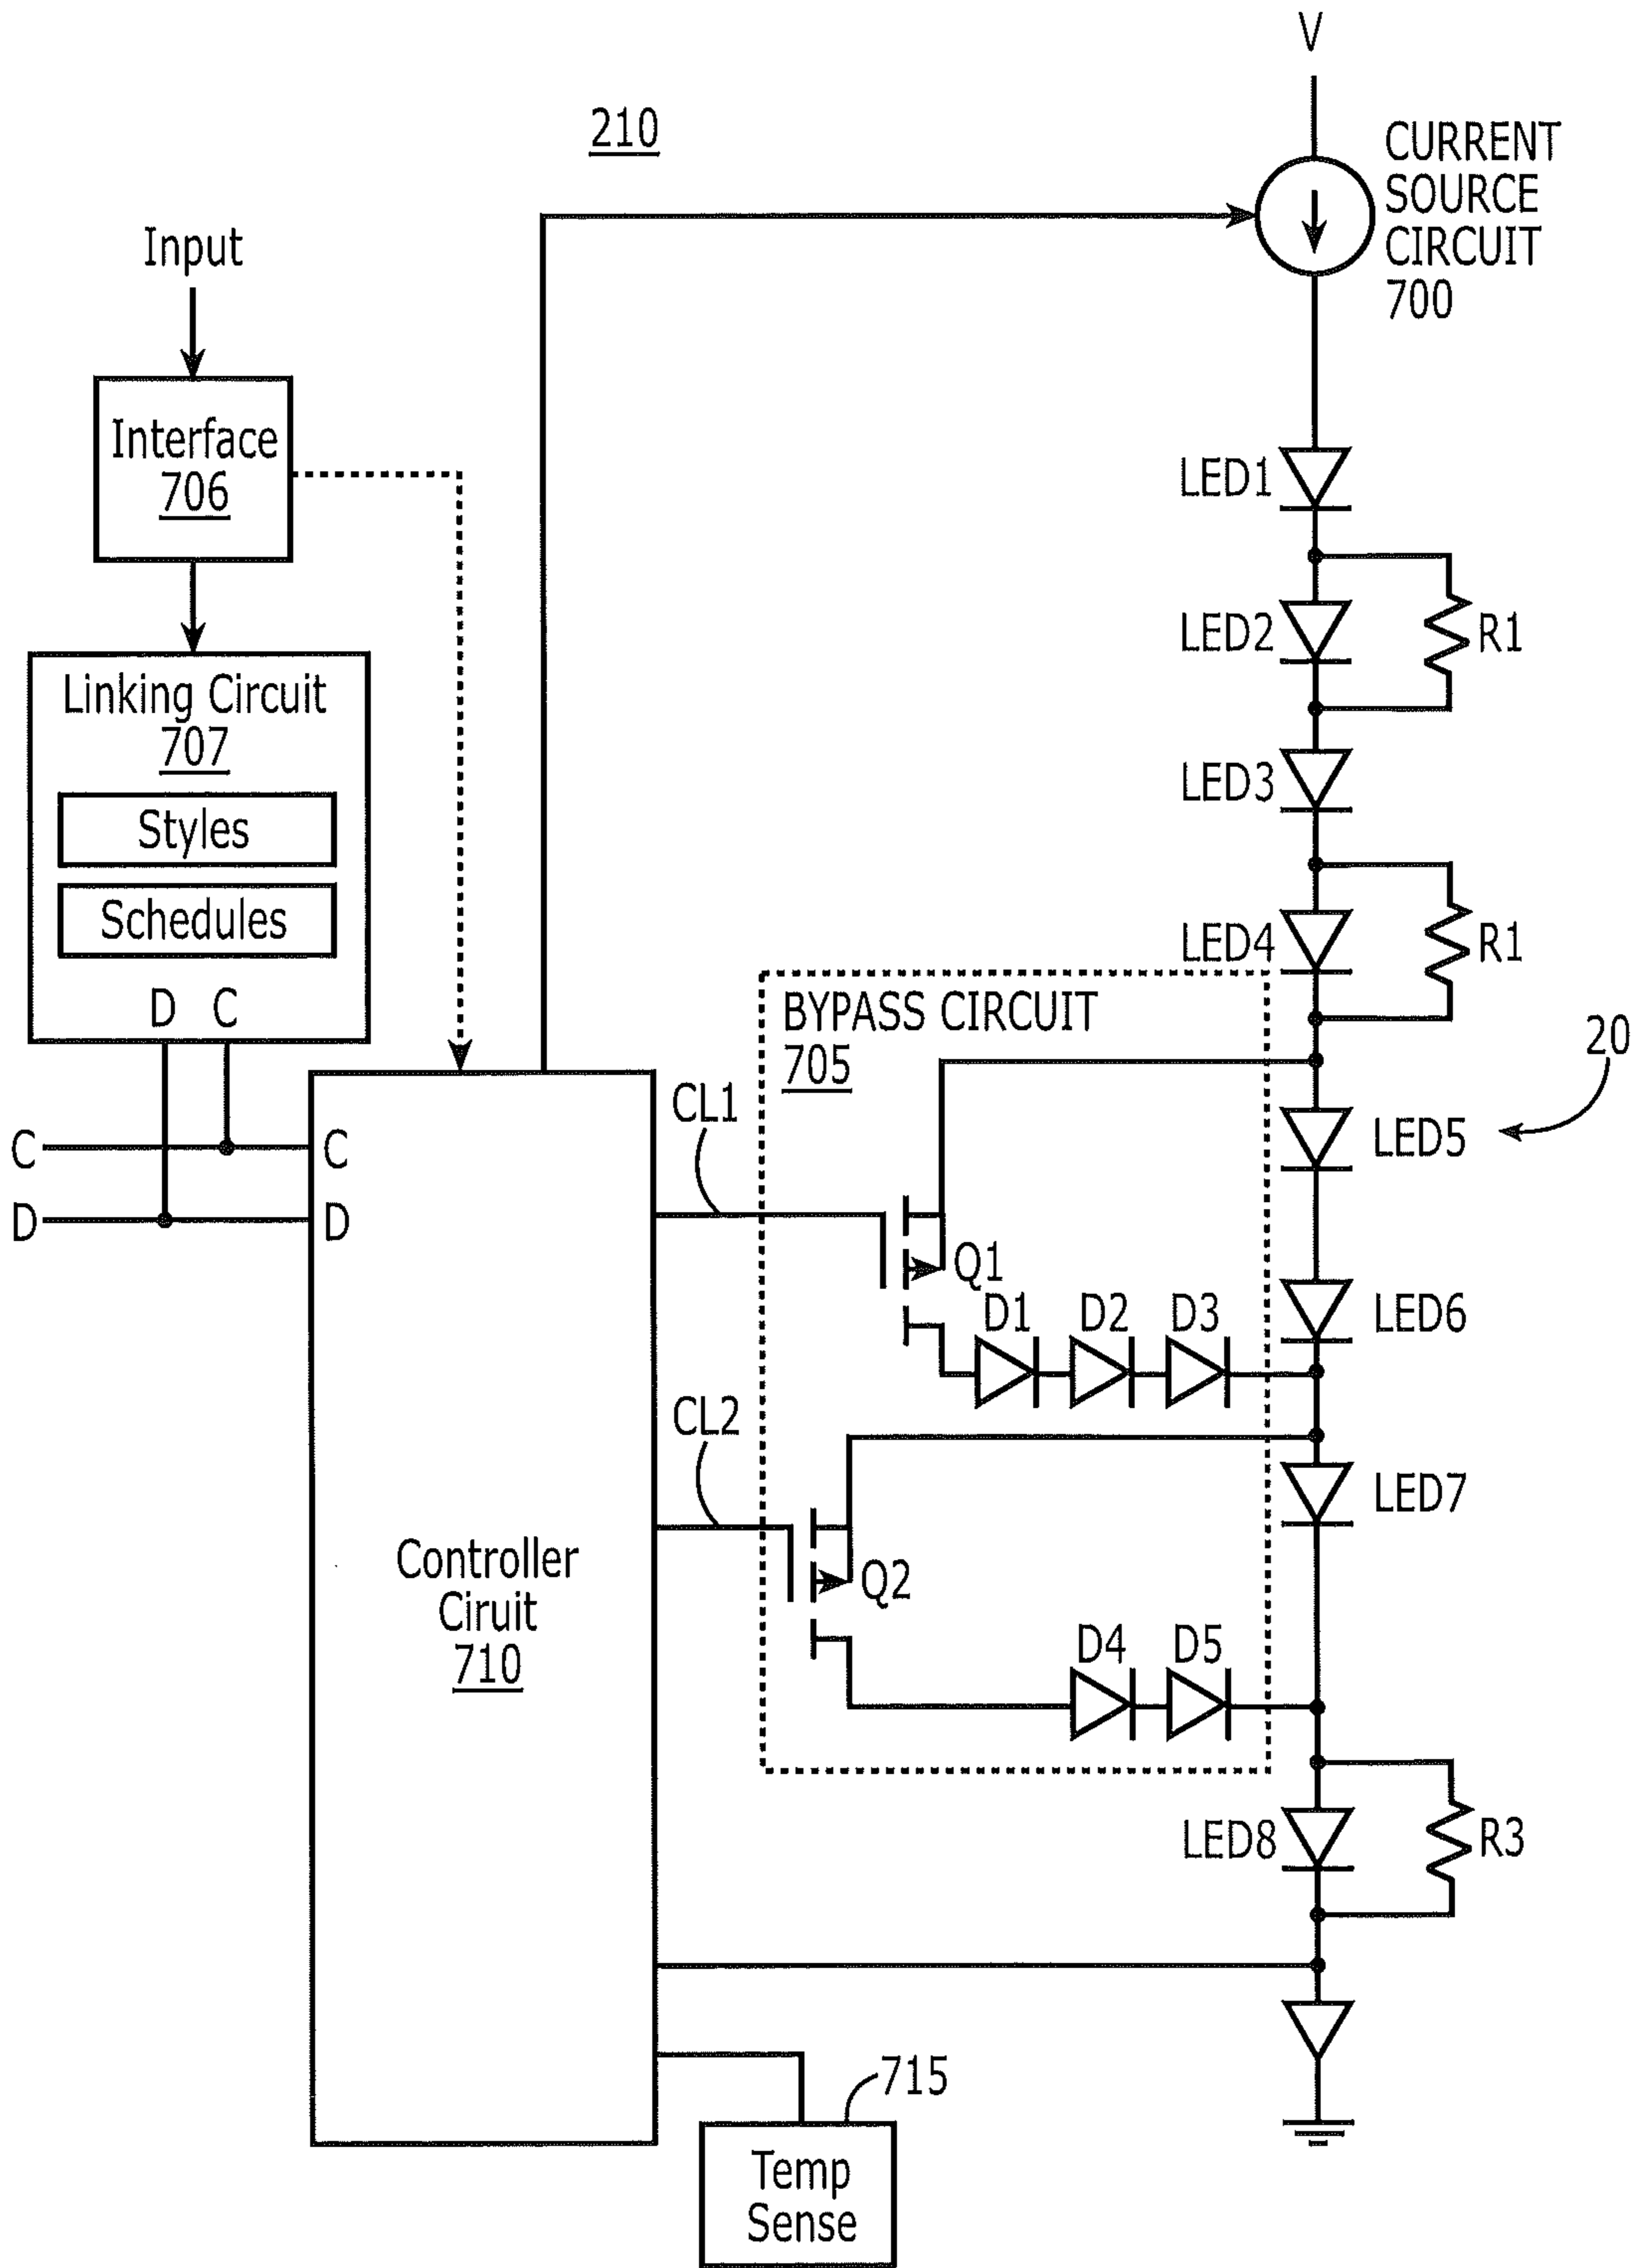 V
210
CURRENT
SOURCE
CIRCUIT
700
Input
Interface
706
LED1
LED2
R1
Linking Circuit
707
Styles
Schedules
D C
LED3
LED4
R1
BYPASS CIRCUIT
705
20
CL1
LED5
C
C
D
D
Q1
D1 D2 D3
LED6
CL2
LED7
Controller
Ciruit
710
Q2
D4 D5
LED8
R3
715
Temp
Sense